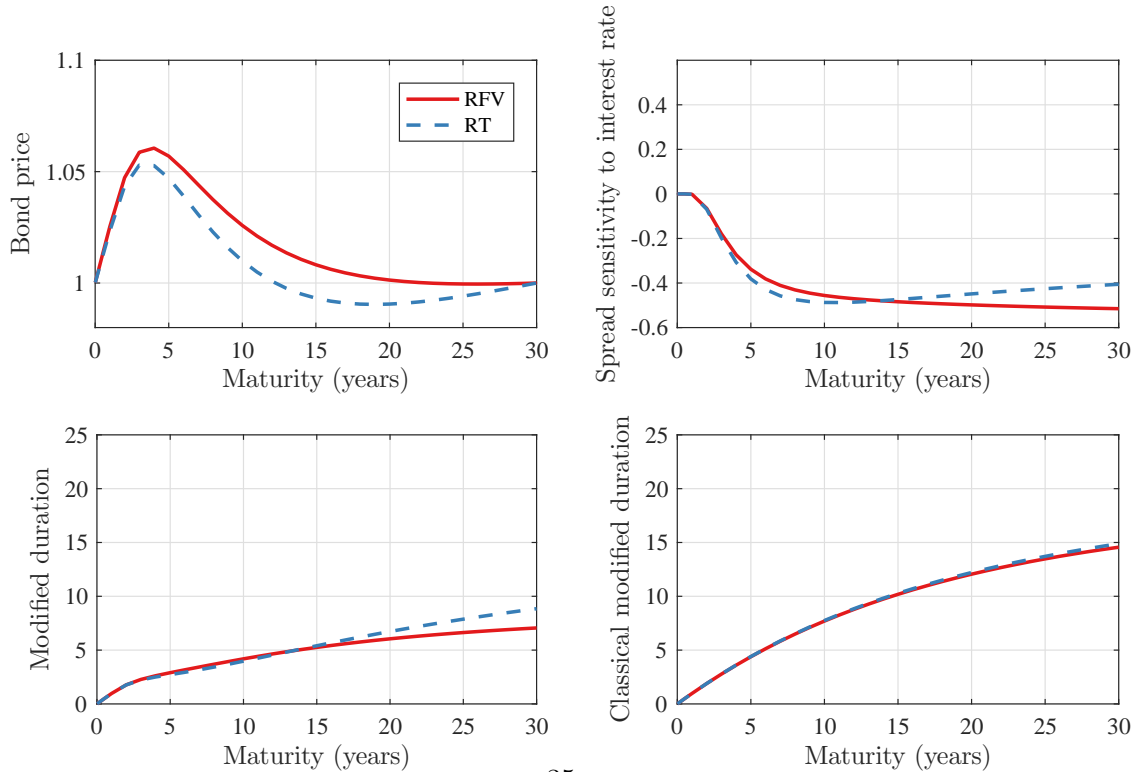 Bond price
1.1
1.05
1
0 5 10 15 20 25 30
Maturity (years)
RFV
RT
Spread sensitivity to interest rate
0.4
0.2
0
-0.2
-0.4
-0.6
0 5 10 15 20 25 30
Maturity (years)
Modified duration
25
20
15
10
5
0
0 5 10 15 20 25 30
Maturity (years)
Classical modified duration
25
20
15
10
5
0
0 5 10 15 20 25 30
Maturity (years)